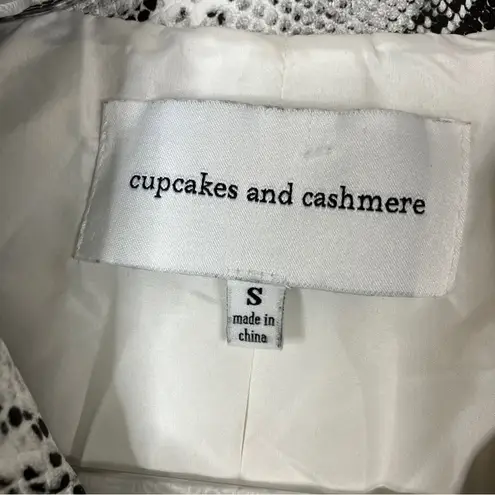 cupcakes and cashmere
S
made in
china